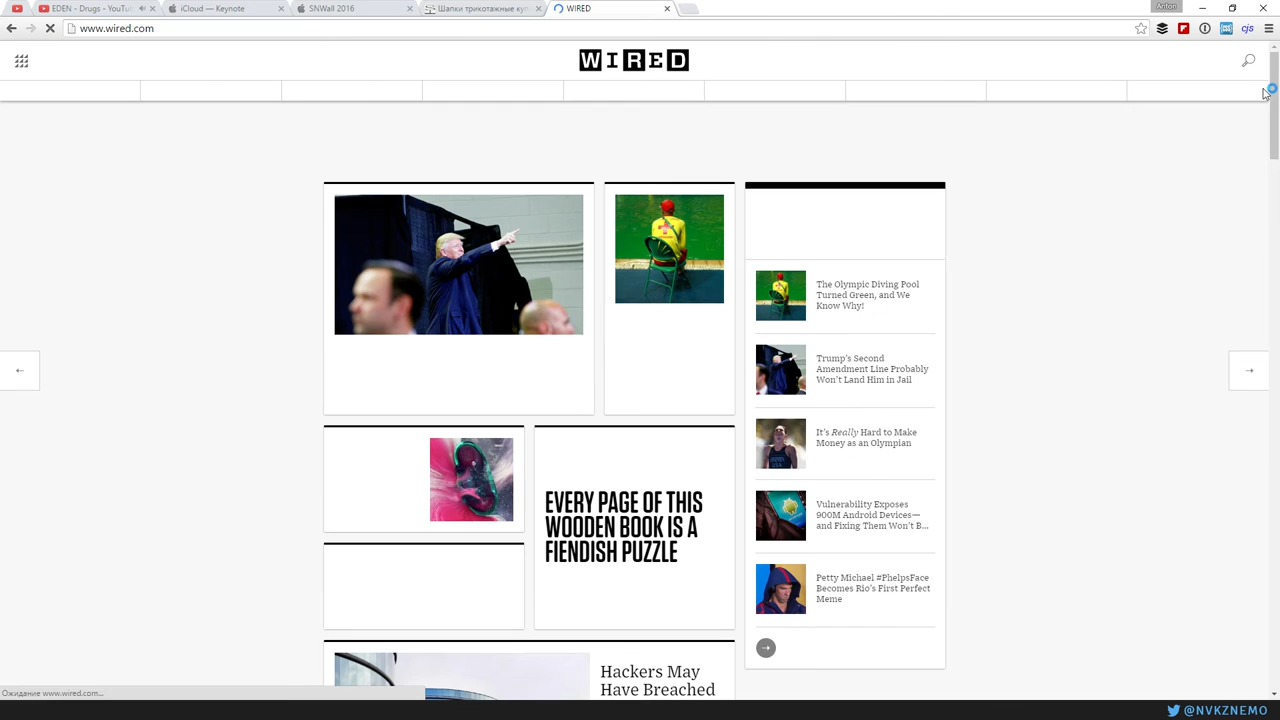 EDEN - Drugs - YouTu
iCloud — Keynote
SNWall 2016
Шапки трикотажные куп
WIRED
Anton
www.wired.com
cjs
WIRED
The Olympic Diving Pool
Turned Green, and We
Know Why!
Trump's Second
Amendment Line Probably
Won't Land Him in Jail
It's Really Hard to Make
Money as an Olympian
EVERY PAGE OF THIS
WOODEN BOOK IS A
FIENDISH PUZZLE
Vulnerability Exposes
900M Android Devices—
and Fixing Them Won't B...
Petty Michael #PhelpsFace
Becomes Rio's First Perfect
Meme
Hackers May
Have Breached
Ожидание www.wired.com...
@NVKZNEMO